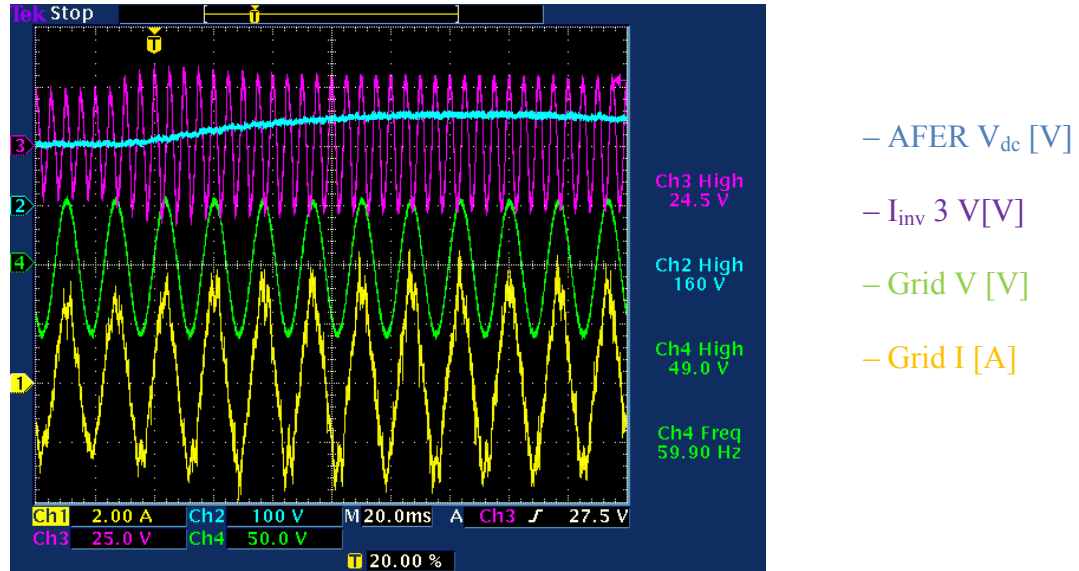 Tek Stop
T
T
3
2
4
1
Ch3 High
24.5 V
Ch2 High
160 V
Ch4 High
49.0 V
Ch4 Freq
59.90 Hz
Ch1 2.00 A Ch2 100 V M 20.0ms A Ch3 ʃ 27.5 V
Ch3 25.0 V Ch4 50.0 V
T 20.00 %
– AFER Vdc [V]
– Iinv 3 V[V]
– Grid V [V]
– Grid I [A]